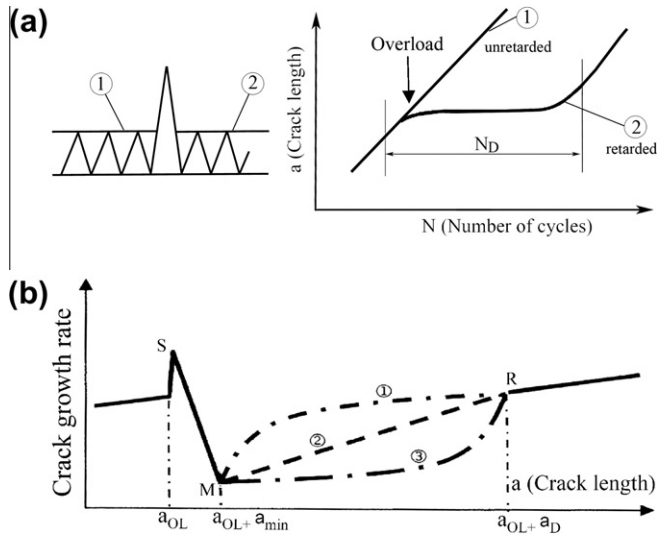 (a)
① ②
Overload
① unretarded
a (Crack length)
N_D
② retarded
N (Number of cycles)
(b)
Crack growth rate
S
①
②
③
M
R
a (Crack length)
a_OL a_OL+ a_min a_OL+ a_D